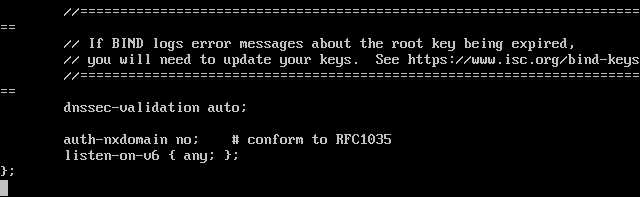 //========================================================================
==
// If BIND logs error messages about the root key being expired,
// you will need to update your keys.  See https://www.isc.org/bind-keys
//========================================================================
==
dnssec-validation auto;
auth-nxdomain no;    # conform to RFC1035
listen-on-v6 { any; };
};